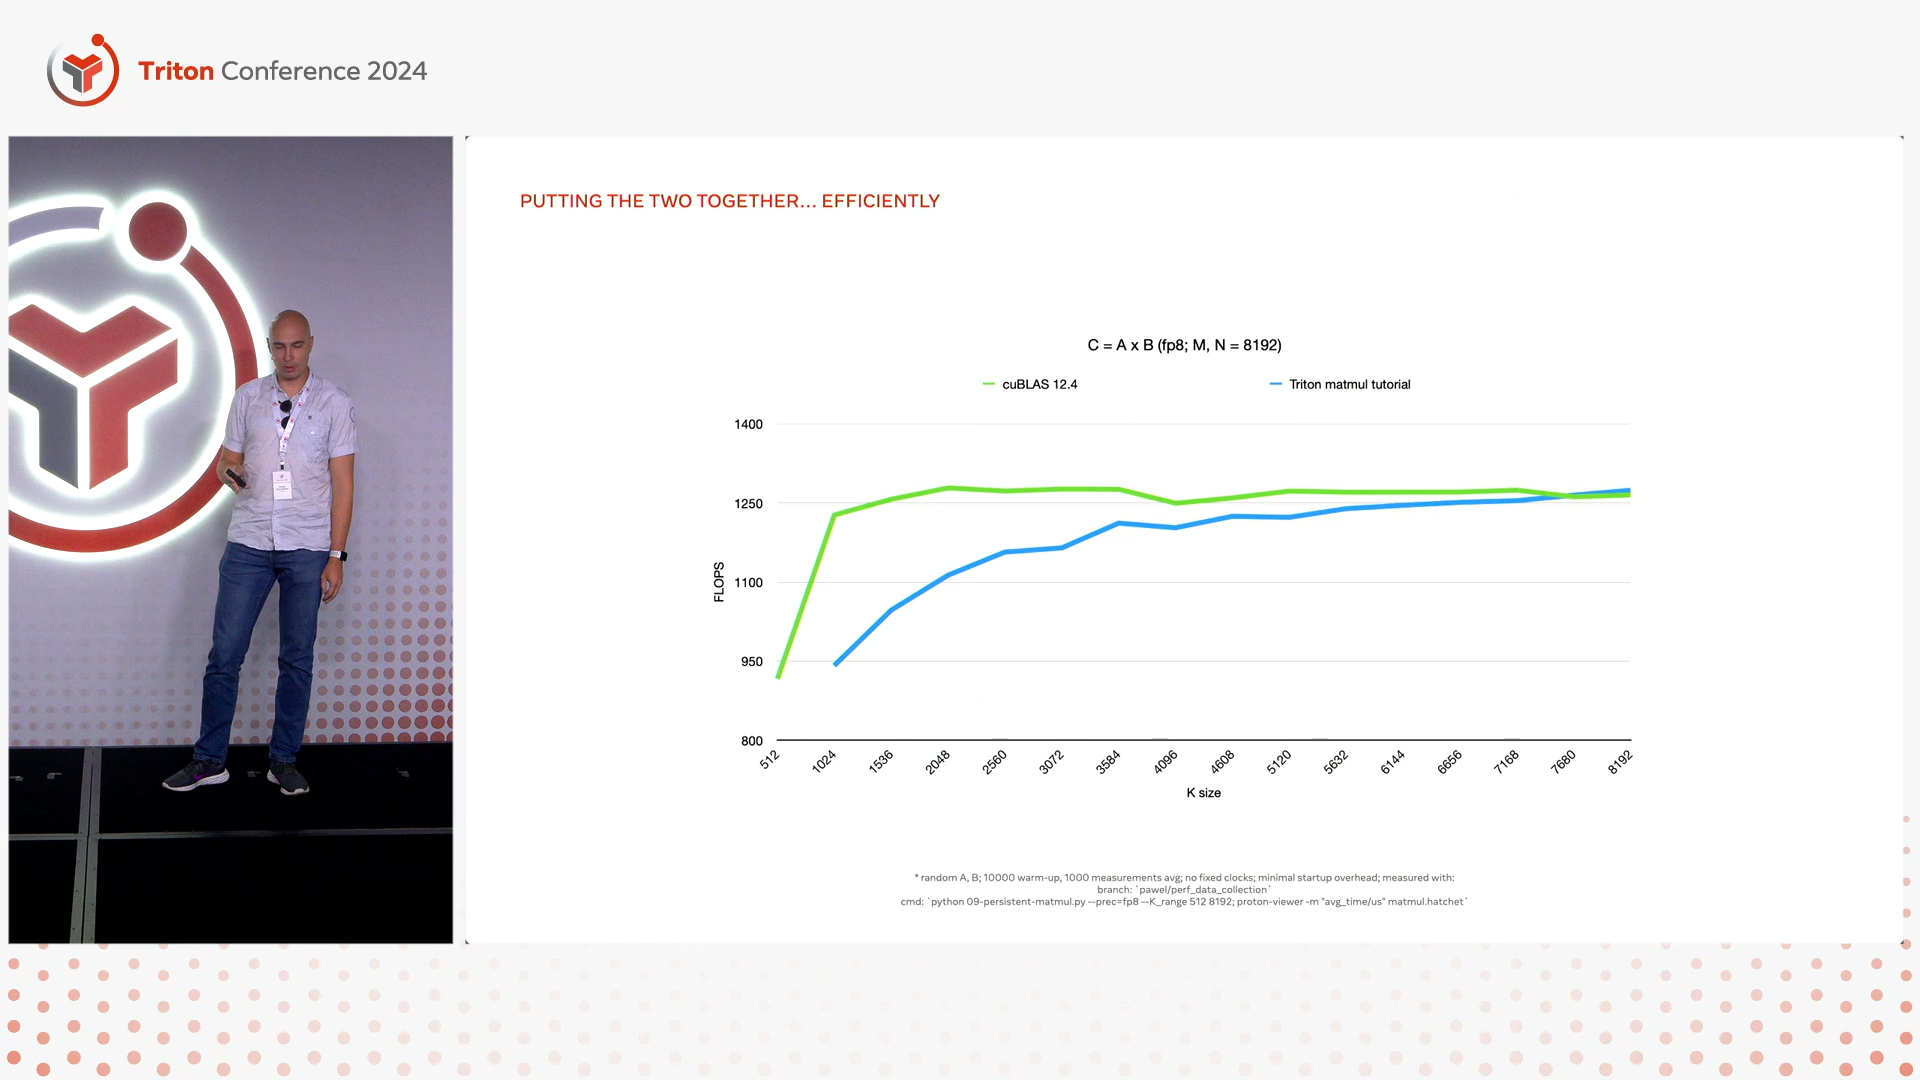 Triton Conference 2024
PUTTING THE TWO TOGETHER... EFFICIENTLY
C = A x B (fp8; M, N = 8192)
cuBLAS 12.4
Triton matmul tutorial
1400
1250
1100
950
800
FLOPS
512
1024
1536
2048
2560
3072
3584
4096
4608
5120
5632
6144
6656
7168
7680
8192
K size
* random A, B; 10000 warm-up, 1000 measurements avg; no fixed clocks; minimal startup overhead; measured with:
branch: `pawel/perf_data_collection`
cmd: `python 09-persistent-matmul.py --prec=fp8 --K_range 512 8192; proton-viewer -m "avg_time/us" matmul.hatchet`